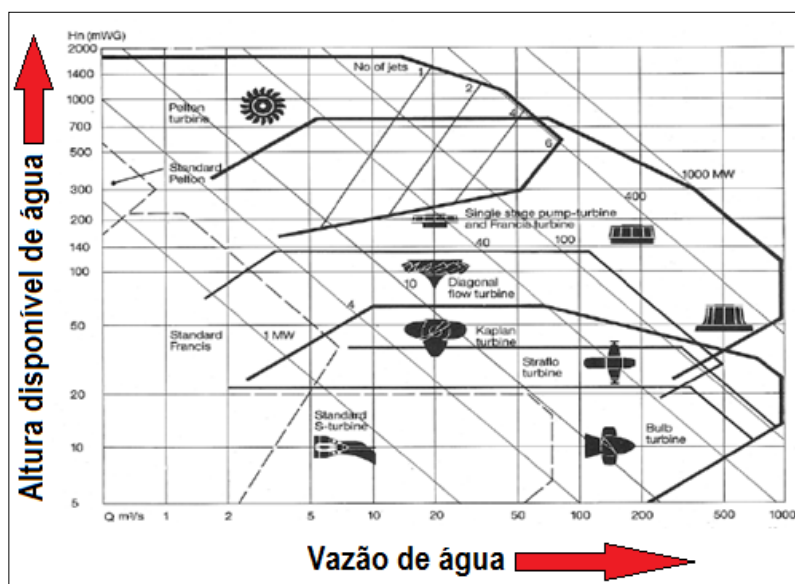 Altura disponível de água
Hn (mWG)
2000
1400
1000
700
500
300
200
140
100
50
20
10
5
No of jets
1
2
4
6
Pelton
turbine
Standard
Pelton
1000 MW
400
Single stage pump-turbine
and Francis turbine
40
100
10
Diagonal
flow turbine
4
Standard
Francis
1 MW
Kaplan
turbine
Straflo
turbine
Standard
S-turbine
Bulb
turbine
Q m³/s
1
2
5
10
20
50
100
200
500
1000
Vazão de água